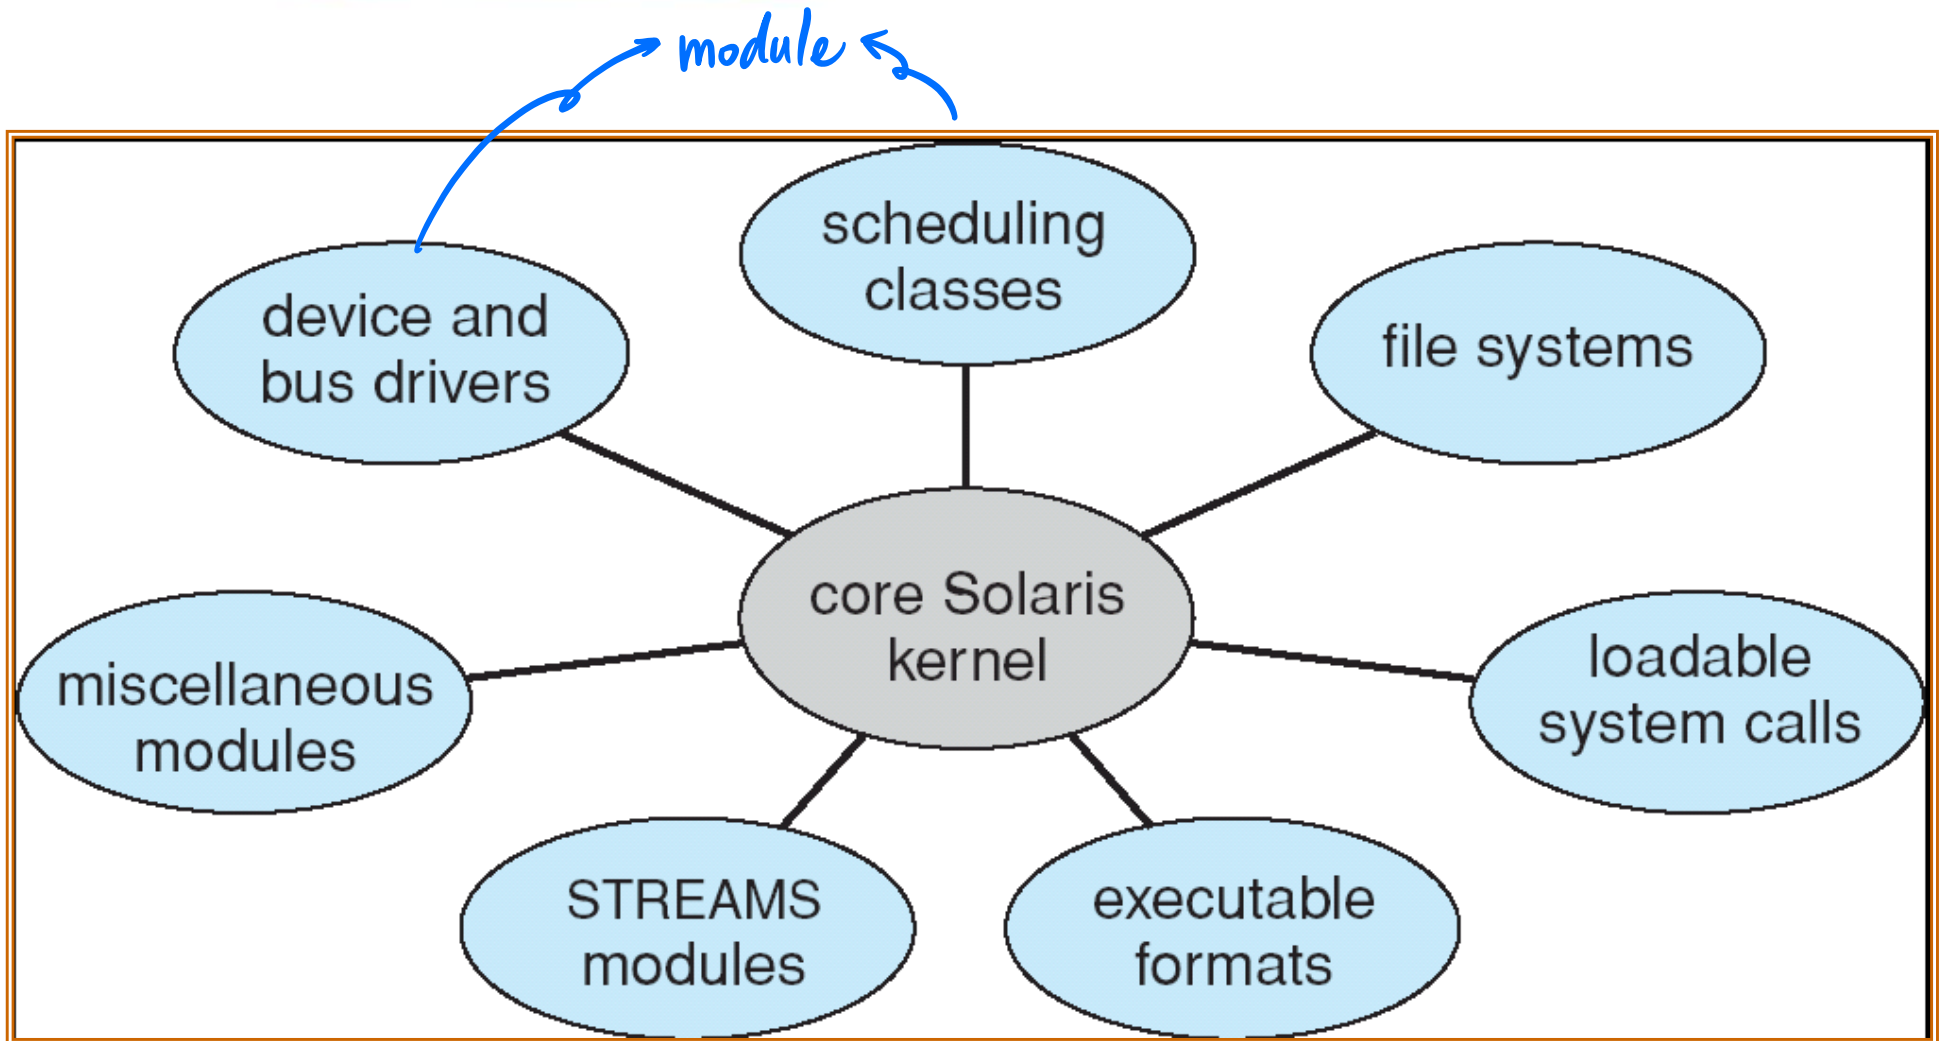 module
scheduling
classes
device and
bus drivers
file systems
core Solaris
kernel
miscellaneous
modules
loadable
system calls
STREAMS
modules
executable
formats